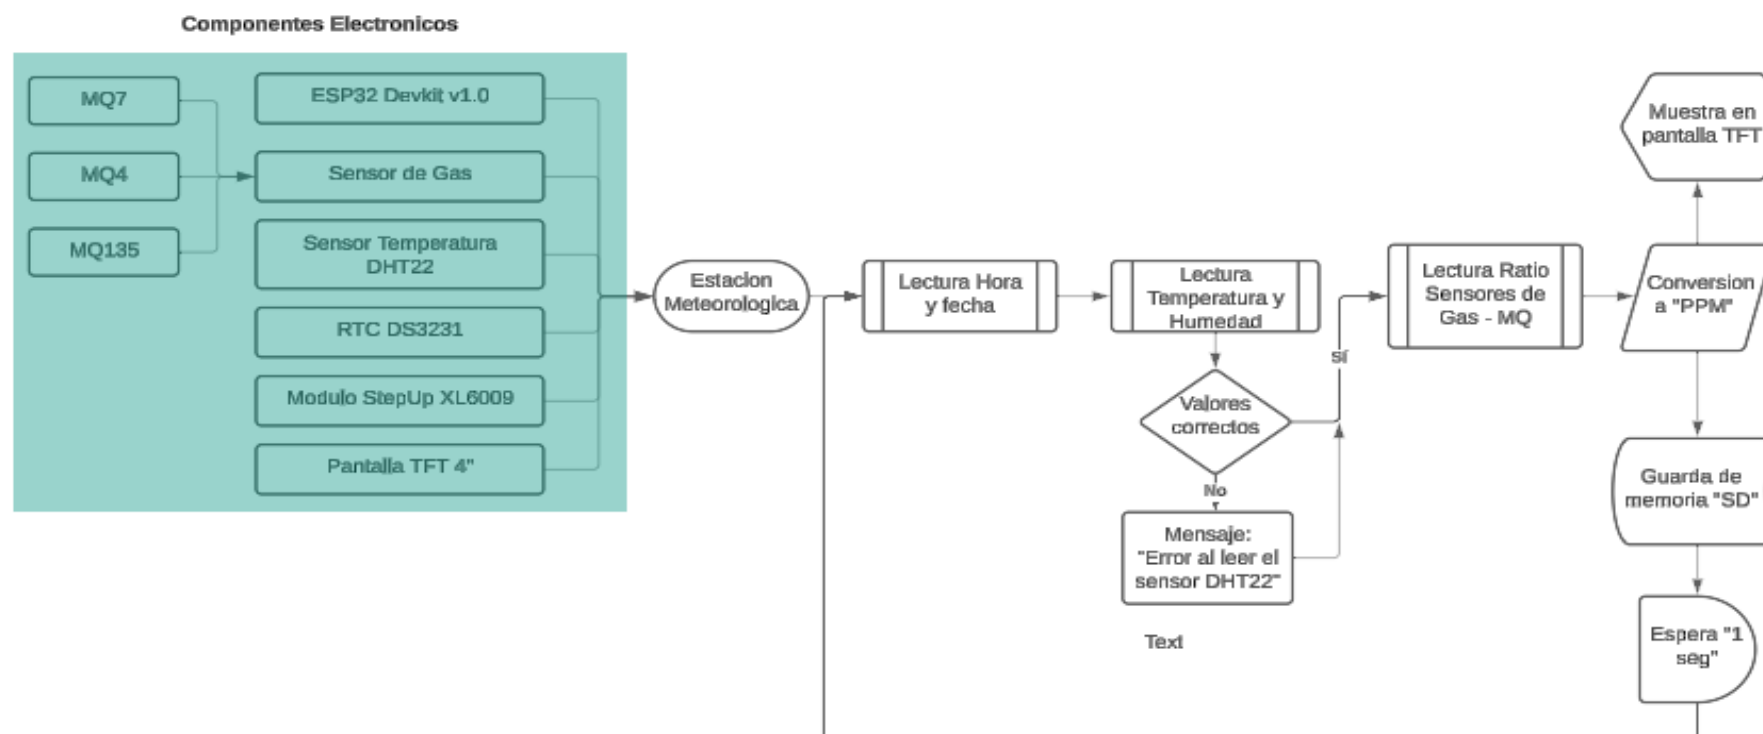 Componentes Electronicos
MQ7
MQ4
MQ135
ESP32 Devkit v1.0
Sensor de Gas
Sensor Temperatura
DHT22
RTC DS3231
Modulo StepUp XL6009
Pantalla TFT 4"
Estacion
Meteorologica
Lectura Hora
y fecha
Lectura
Temperatura y
Humedad
Valores
correctos
Sí
No
Mensaje:
"Error al leer el
sensor DHT22"
Text
Lectura Ratio
Sensores de
Gas - MQ
Conversion
a "PPM"
Muestra en
pantalla TFT
Guarda de
memoria "SD"
Espera "1
seg"